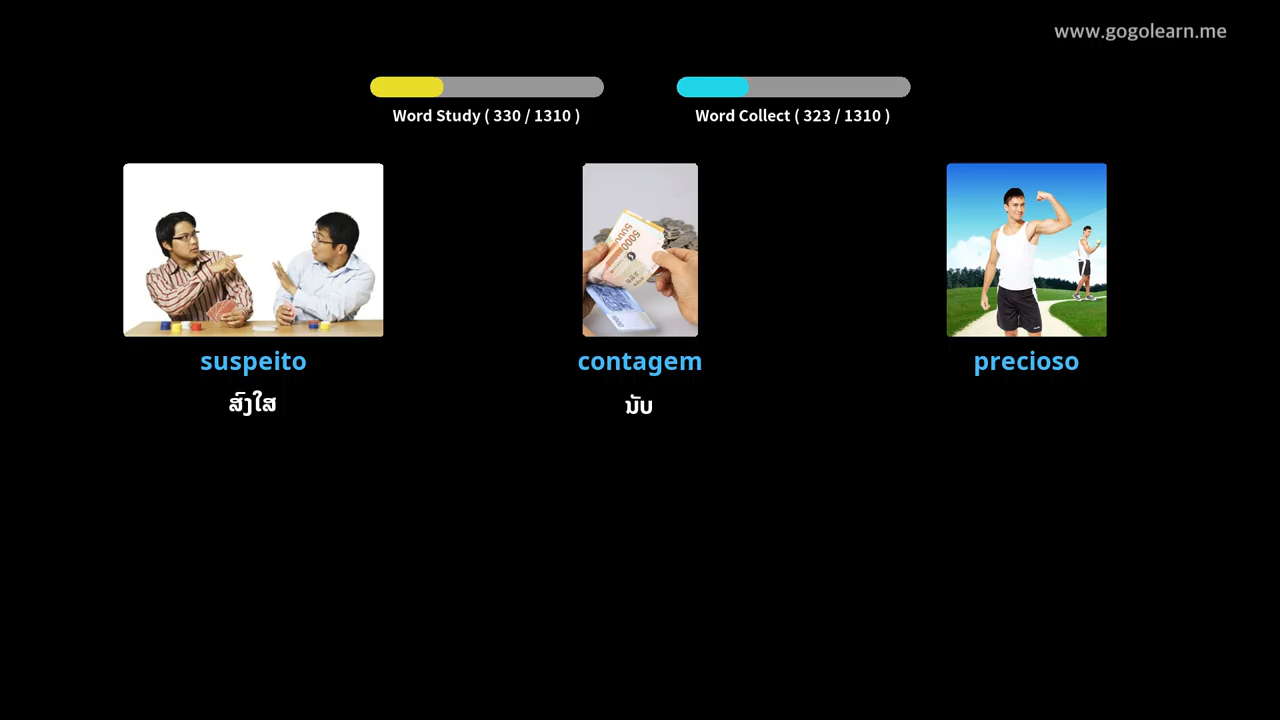 www.gogolearn.me
Word Study ( 330 / 1310 )
Word Collect ( 323 / 1310 )
suspeito
contagem
precioso
ສົງໃສ
ນັບ